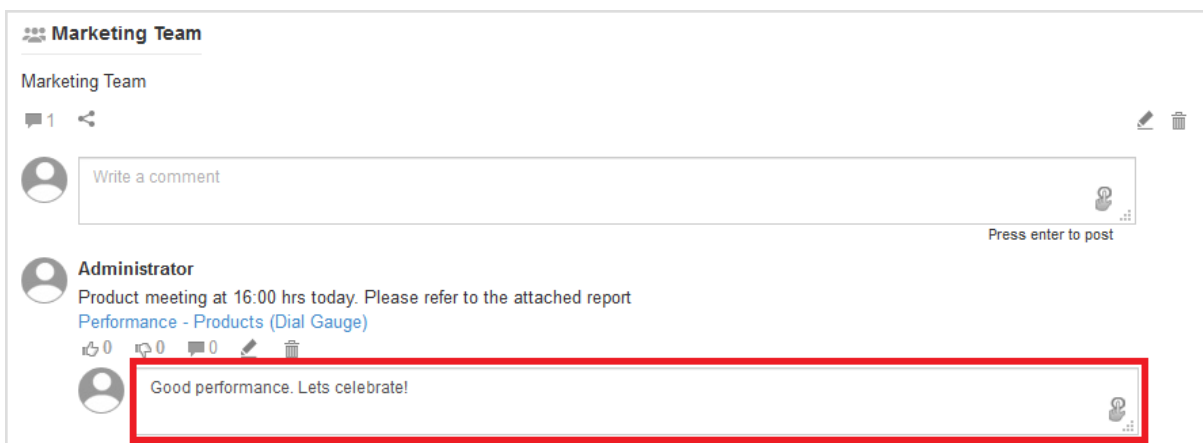 Marketing Team
Marketing Team
1
Write a comment
Press enter to post
Administrator
Product meeting at 16:00 hrs today. Please refer to the attached report
Performance - Products (Dial Gauge)
0 0 0
Good performance. Lets celebrate!